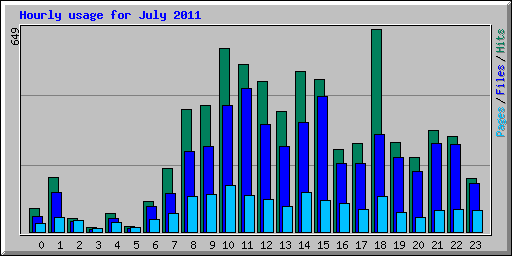 Hourly usage for July 2011
649
Pages/Files/Hits
0 1 2 3 4 5 6 7 8 9 10 11 12 13 14 15 16 17 18 19 20 21 22 23